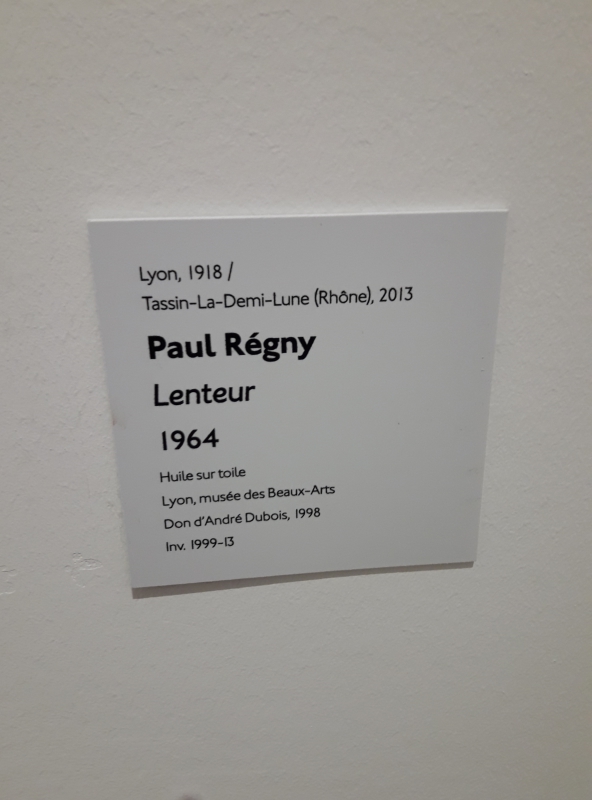 Lyon, 1918 /
Tassin-La-Demi-Lune (Rhône), 2013
Paul Régny
Lenteur
1964
Huile sur toile
Lyon, musée des Beaux-Arts
Don d'André Dubois, 1998
Inv. 1999-13